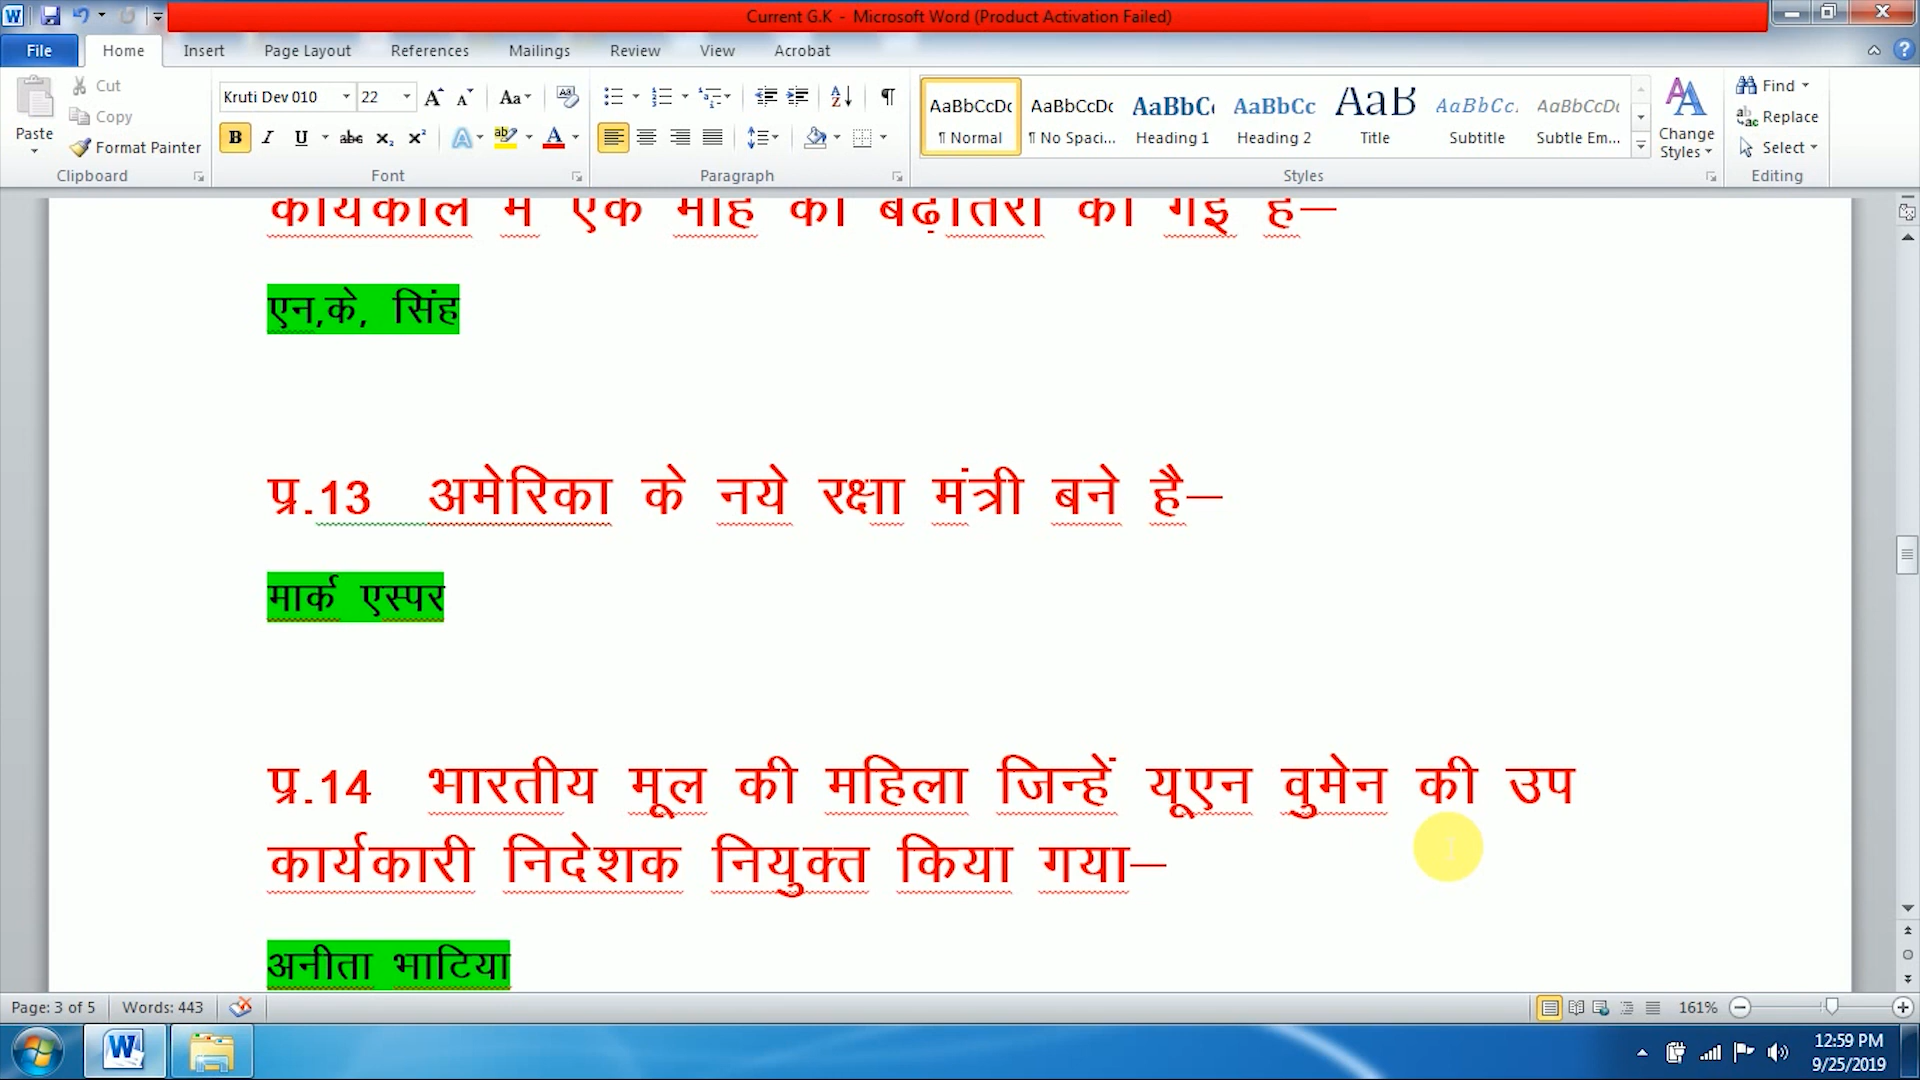 Current G.K - Microsoft Word (Product Activation Failed)
File Home Insert Page Layout References Mailings Review View Acrobat
Paste
Cut
Copy
Format Painter
Clipboard
Kruti Dev 010 22
Font
Paragraph
AaBbCcDc AaBbCcDc AaBbC AaBbCc AaB AaBbCc. AaBbCcDc
¶ Normal ¶ No Spaci... Heading 1 Heading 2 Title Subtitle Subtle Em...
Change Styles
Styles
Find
Replace
Select
Editing
कार्यकाल में एक माह की बढ़ोतरी की गई है—
एन,के, सिंह
प्र.13 अमेरिका के नये रक्षा मंत्री बने है—
मार्क एस्पर
प्र.14 भारतीय मूल की महिला जिन्हें यूएन वुमेन की उप
कार्यकारी निदेशक नियुक्त किया गया—
अनीता भाटिया
Page: 3 of 5 Words: 443 161%
12:59 PM
9/25/2019